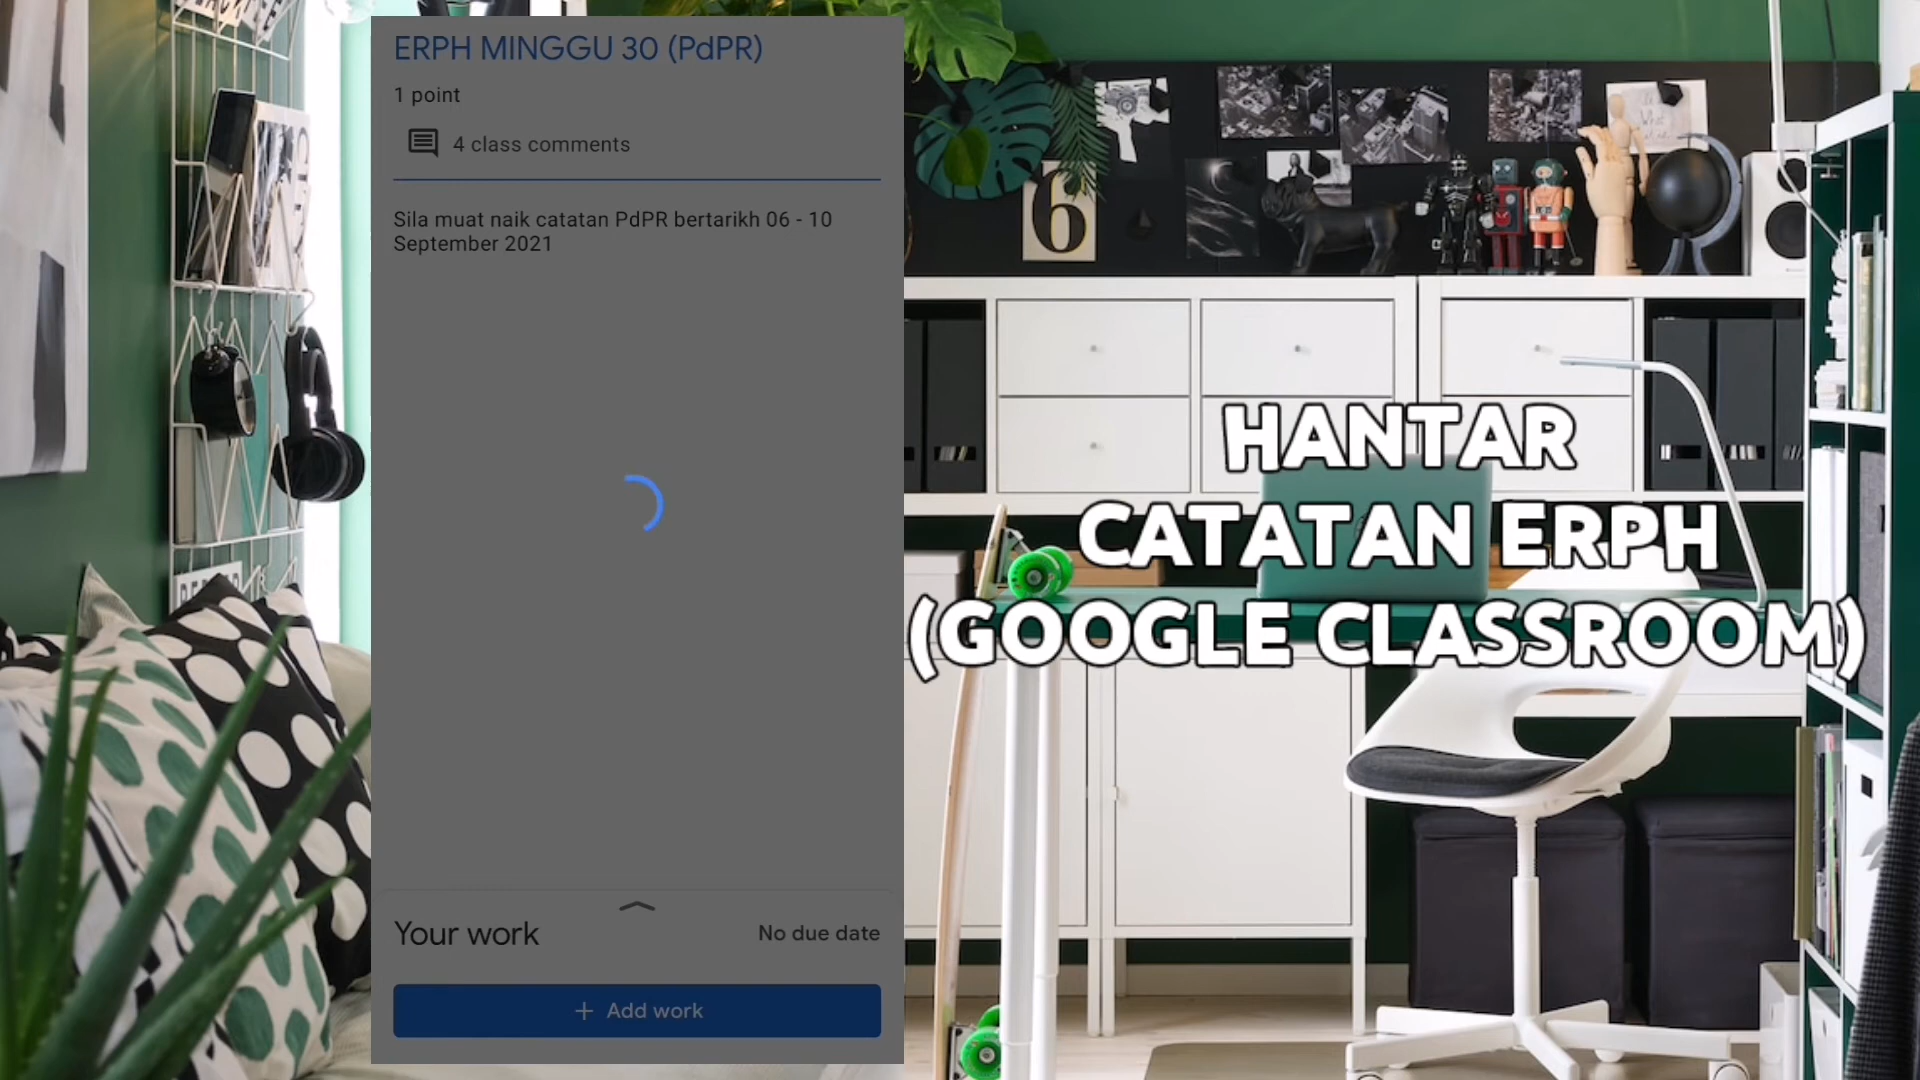 ERPH MINGGU 30 (PdPR)
1 point
4 class comments
Sila muat naik catatan PdPR bertarikh 06 - 10
September 2021
Your work
No due date
+ Add work
6
HANTAR
CATATAN ERPH
(GOOGLE CLASSROOM)